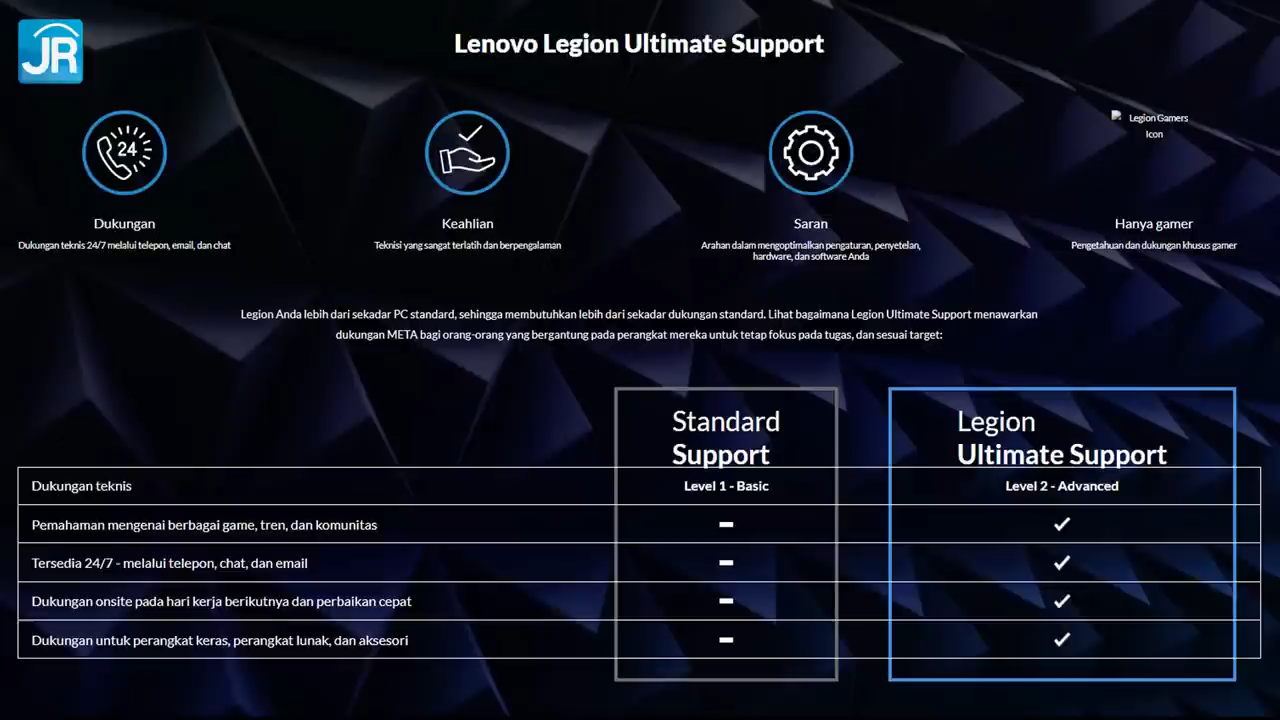 JR
Lenovo Legion Ultimate Support
24
Dukungan
Dukungan teknis 24/7 melalui telepon, email, dan chat
Keahlian
Teknisi yang sangat terlatih dan berpengalaman
Saran
Arahan dalam mengoptimalkan pengaturan, penyetelan,
hardware, dan software Anda
Legion Gamers
Icon
Hanya gamer
Pengetahuan dan dukungan khusus gamer
Legion Anda lebih dari sekadar PC standard, sehingga membutuhkan lebih dari sekadar dukungan standard. Lihat bagaimana Legion Ultimate Support menawarkan
dukungan META bagi orang-orang yang bergantung pada perangkat mereka untuk tetap fokus pada tugas, dan sesuai target:
Standard
Support
Legion
Ultimate Support
Dukungan teknis
Level 1 - Basic
Level 2 - Advanced
Pemahaman mengenai berbagai game, tren, dan komunitas
Tersedia 24/7 - melalui telepon, chat, dan email
Dukungan onsite pada hari kerja berikutnya dan perbaikan cepat
Dukungan untuk perangkat keras, perangkat lunak, dan aksesori